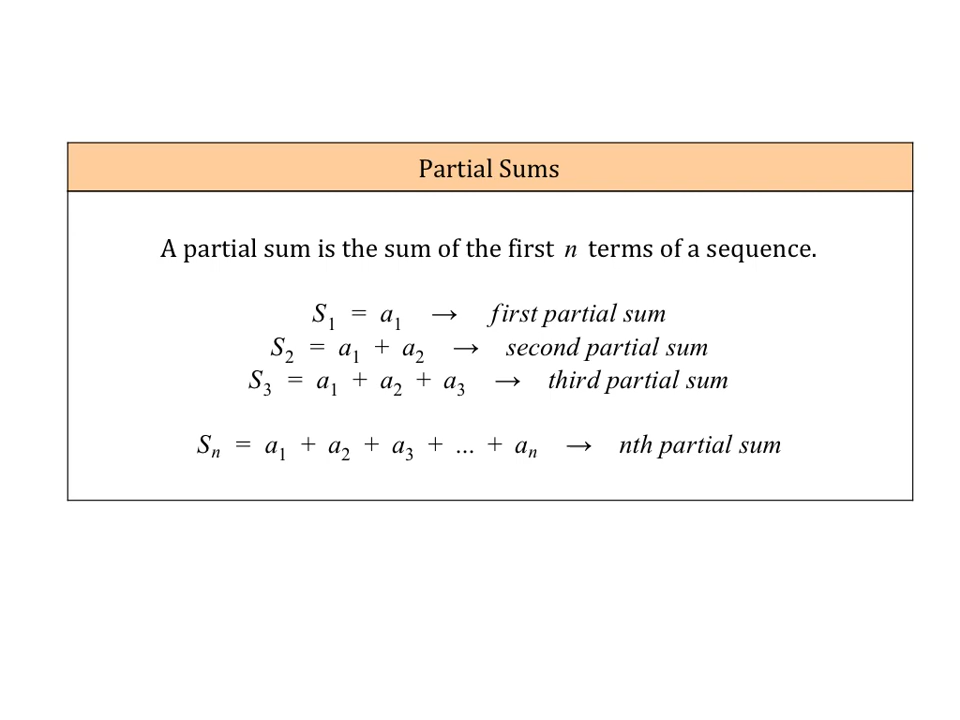 Partial Sums
A partial sum is the sum of the first n terms of a sequence.
S₁ = a₁ → first partial sum
S₂ = a₁ + a₂ → second partial sum
S₃ = a₁ + a₂ + a₃ → third partial sum
Sₙ = a₁ + a₂ + a₃ + ... + aₙ → nth partial sum